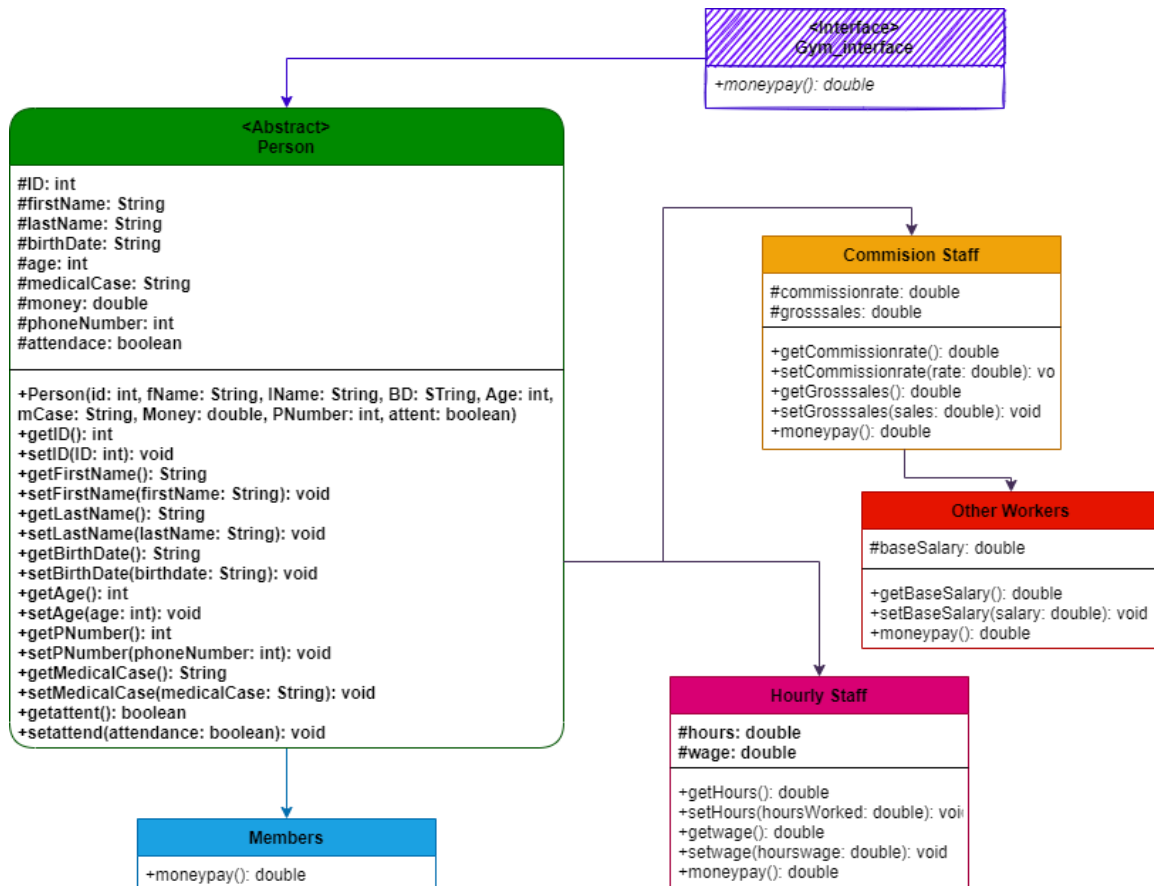 <Interface>
Gym_interface
+moneypay(): double
<Abstract>
Person
#ID: int
#firstName: String
#lastName: String
#birthDate: String
#age: int
#medicalCase: String
#money: double
#phoneNumber: int
#attendace: boolean
+Person(id: int, fName: String, lName: String, BD: STring, Age: int,
mCase: String, Money: double, PNumber: int, attent: boolean)
+getID(): int
+setID(ID: int): void
+getFirstName(): String
+setFirstName(firstName: String): void
+getLastName(): String
+setLastName(lastName: String): void
+getBirthDate(): String
+setBirthDate(birthdate: String): void
+getAge(): int
+setAge(age: int): void
+getPNumber(): int
+setPNumber(phoneNumber: int): void
+getMedicalCase(): String
+setMedicalCase(medicalCase: String): void
+getattent(): boolean
+setattend(attendance: boolean): void
Commision Staff
#commissionrate: double
#grosssales: double
+getCommissionrate(): double
+setCommissionrate(rate: double): vo
+getGrosssales(): double
+setGrosssales(sales: double): void
+moneypay(): double
Other Workers
#baseSalary: double
+getBaseSalary(): double
+setBaseSalary(salary: double): void
+moneypay(): double
Hourly Staff
#hours: double
#wage: double
+getHours(): double
+setHours(hoursWorked: double): voi
+getwage(): double
+setwage(hourswage: double): void
+moneypay(): double
Members
+moneypay(): double